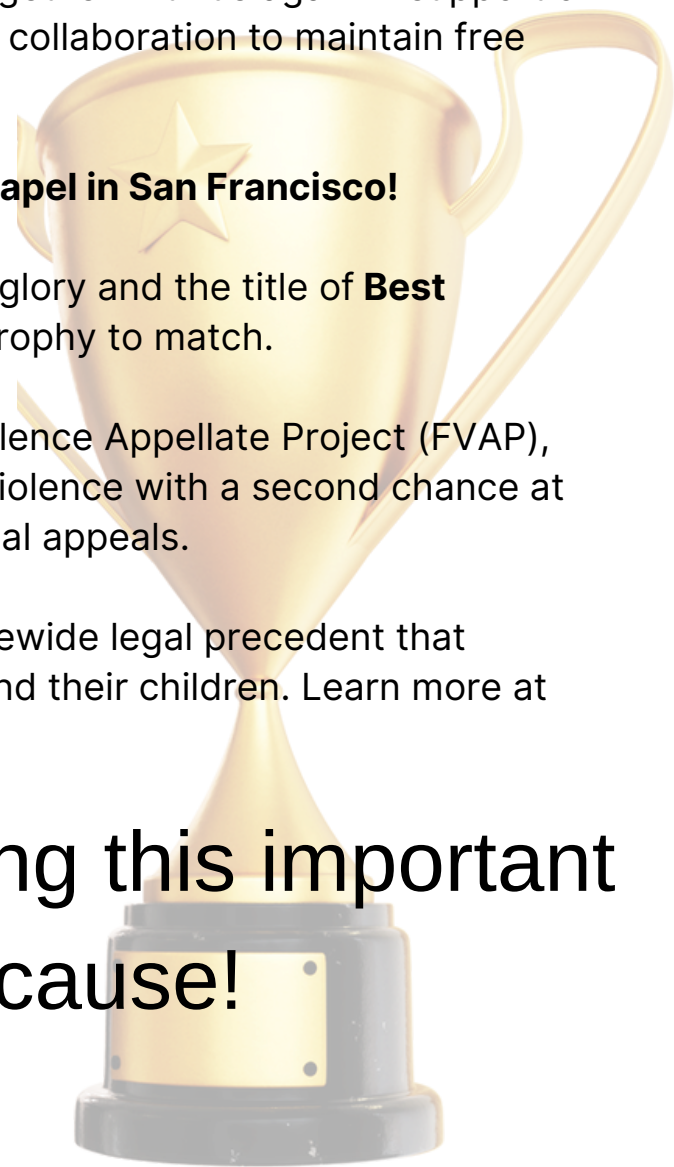 collaboration to maintain free
apel in San Francisco!
glory and the title of Best
rophy to match.
lence Appellate Project (FVAP),
iolence with a second chance at
al appeals.
ewide legal precedent that
nd their children. Learn more at
ng this important
cause!